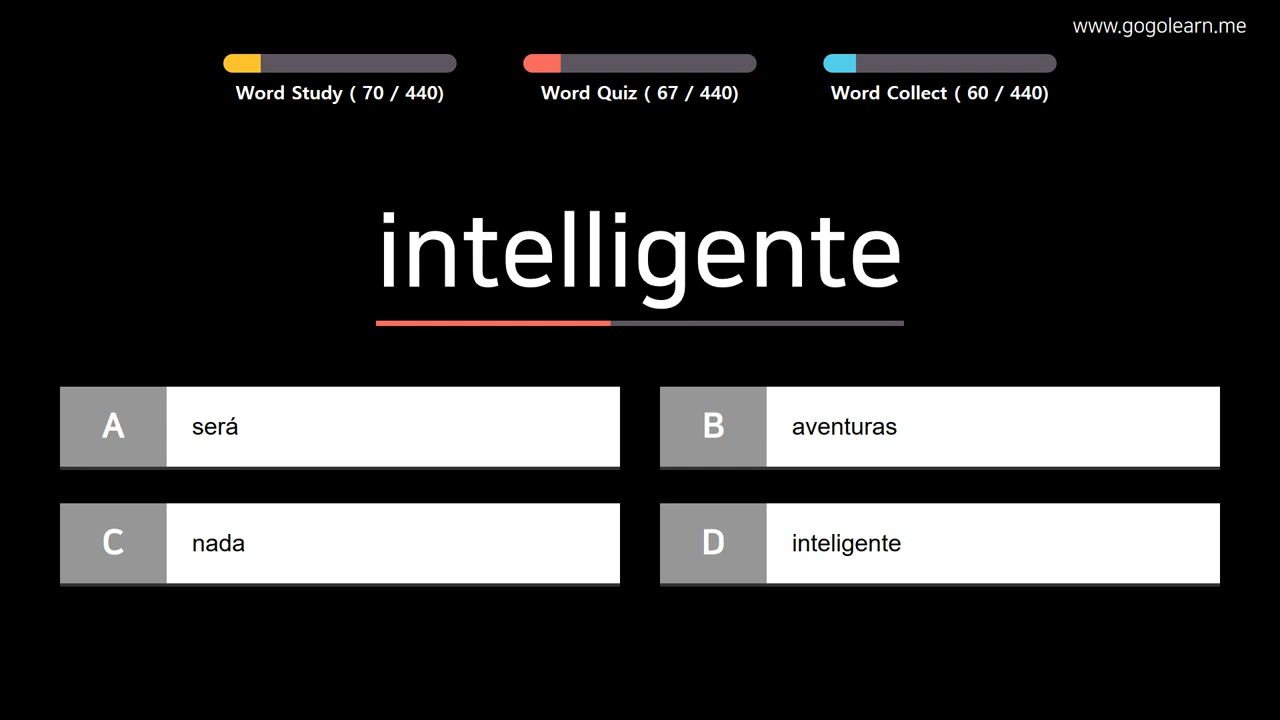 www.gogolearn.me
Word Study ( 70 / 440)
Word Quiz ( 67 / 440)
Word Collect ( 60 / 440)
intelligente
A
será
B
aventuras
C
nada
D
inteligente